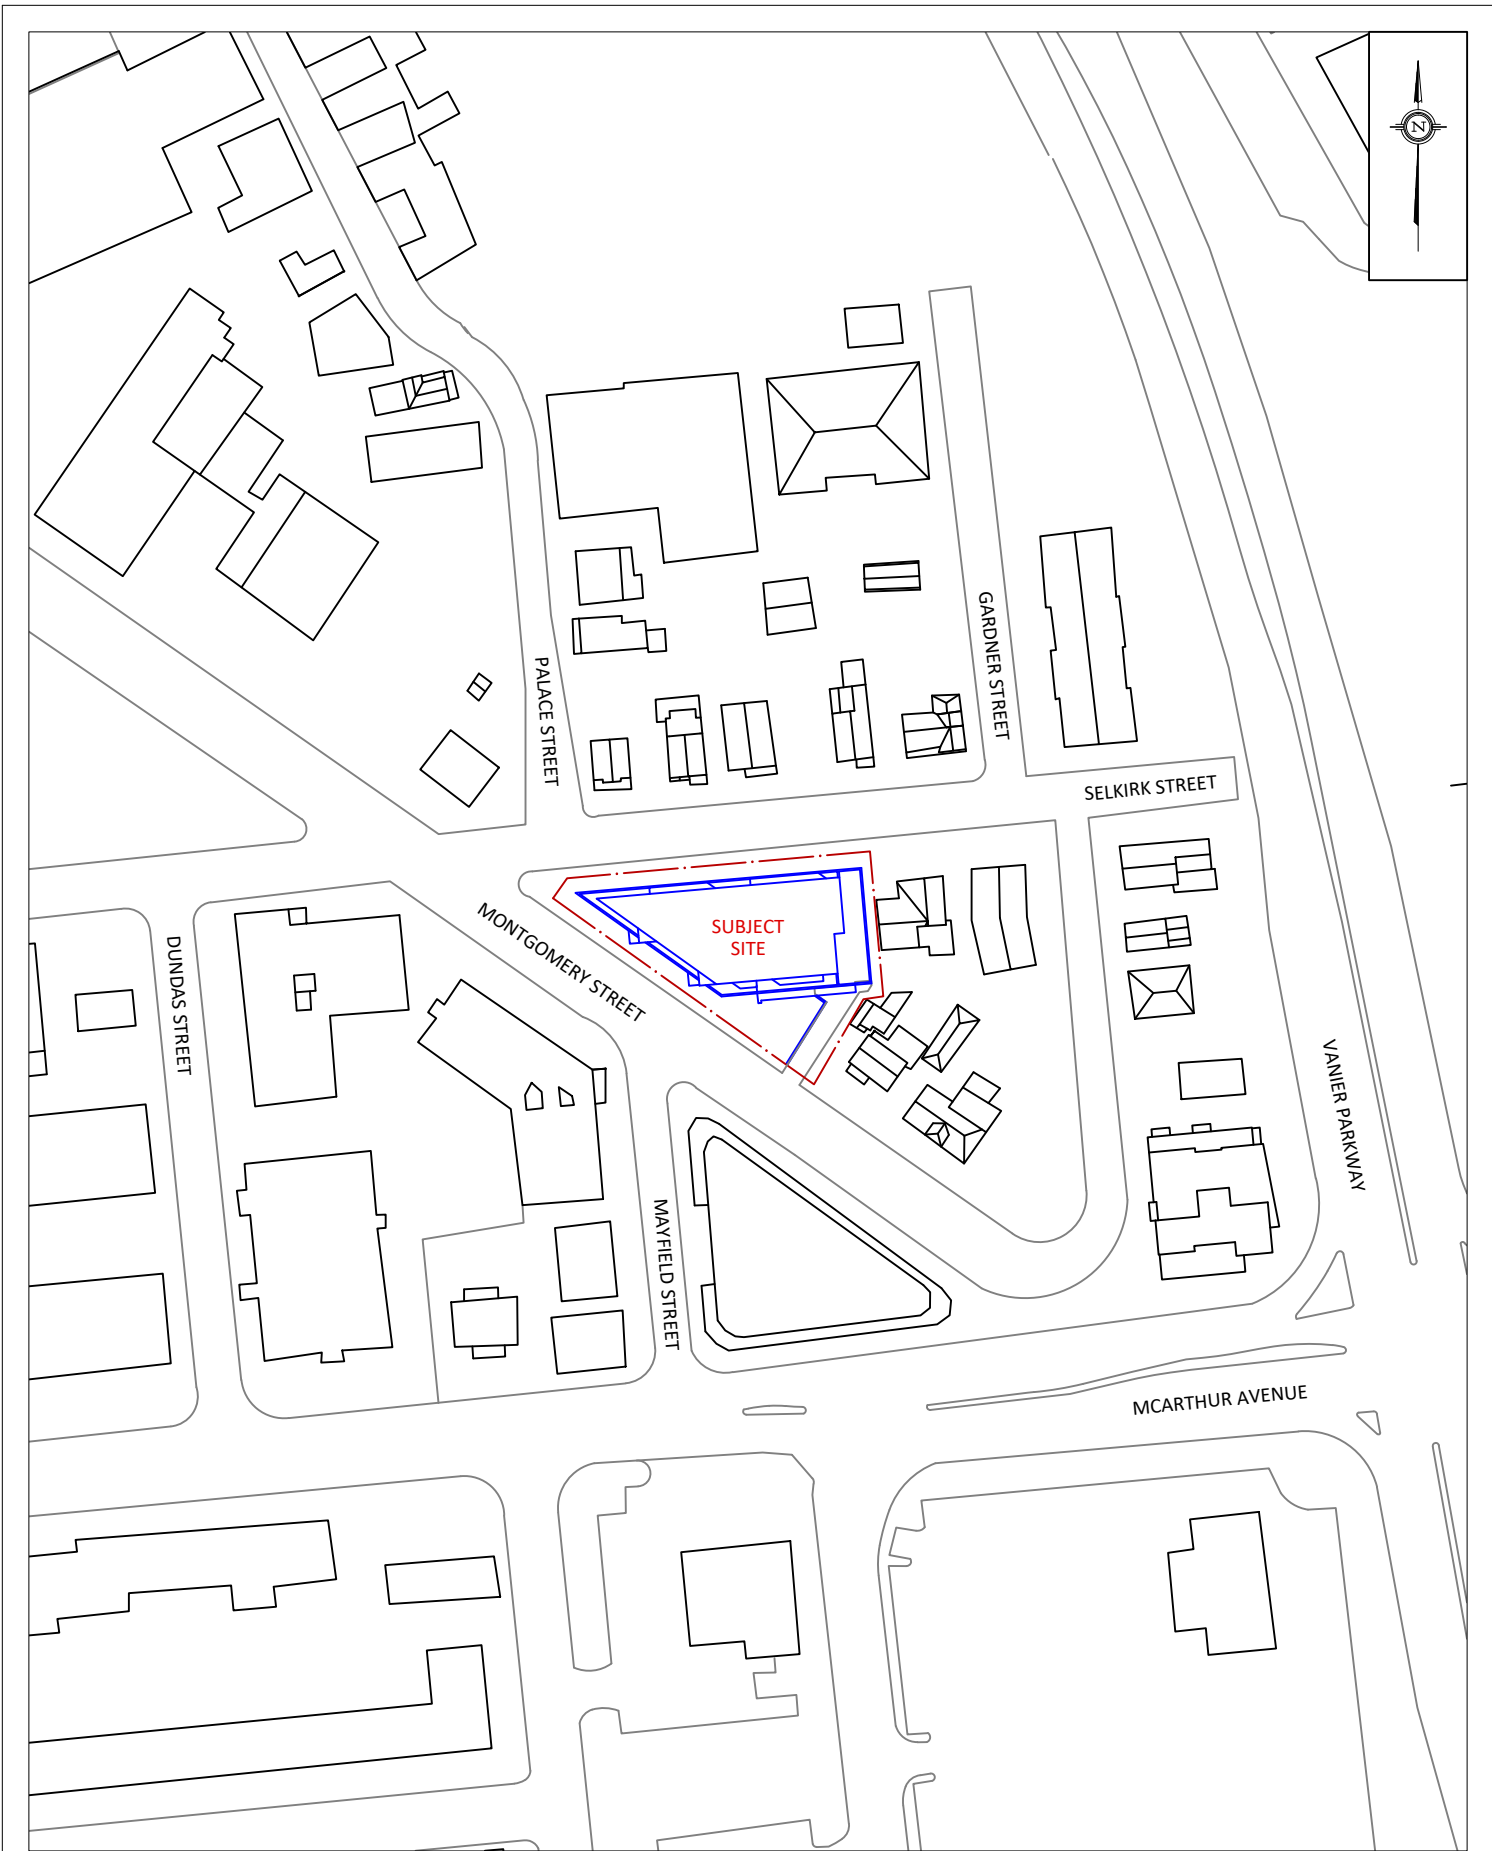 N
GARDNER STREET
PALACE STREET
SELKIRK STREET
MONTGOMERY STREET
SUBJECT
SITE
DUNDAS STREET
VANIER PARKWAY
MAYFIELD STREET
MCARTHUR AVENUE